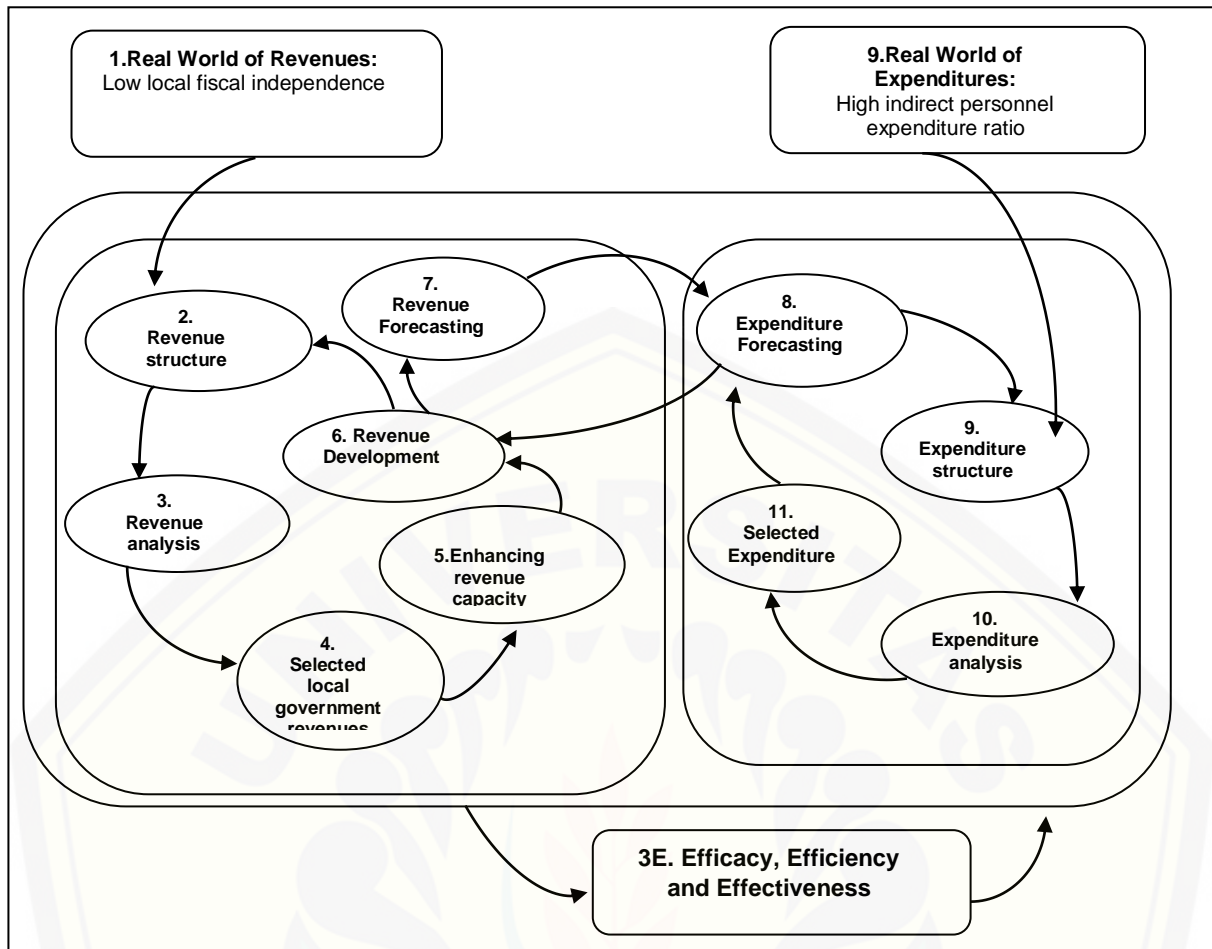 1.Real World of Revenues:
Low local fiscal independence
9.Real World of
Expenditures:
High indirect personnel
expenditure ratio
7.
Revenue
Forecasting
8.
Expenditure
Forecasting
2.
Revenue
structure
6. Revenue
Development
9.
Expenditure
structure
3.
Revenue
analysis
11.
Selected
Expenditure
5.Enhancing
revenue
capacity
10.
Expenditure
analysis
4.
Selected
local
government
revenues
3E. Efficacy, Efficiency
and Effectiveness
UNIVERSITAS